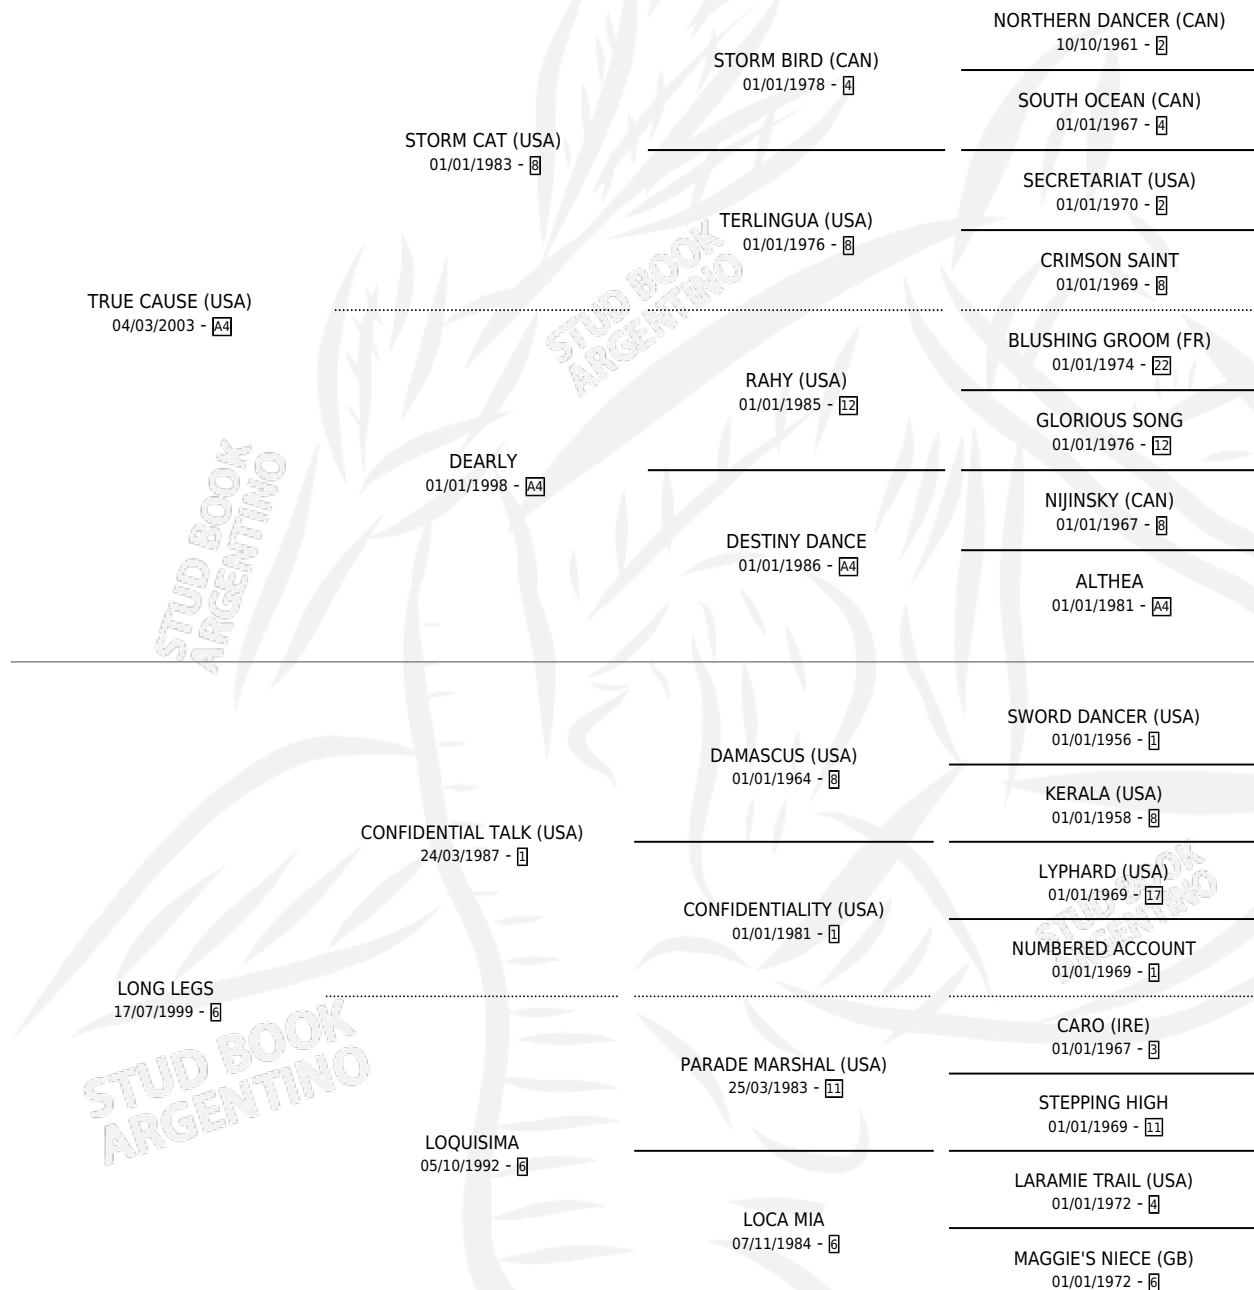 NORTHERN DANCER (CAN)
10/10/1961 - 2
STORM BIRD (CAN)
01/01/1978 - 4
SOUTH OCEAN (CAN)
01/01/1967 - 4
STORM CAT (USA)
01/01/1983 - 8
SECRETARIAT (USA)
01/01/1970 - 2
TERLINGUA (USA)
01/01/1976 - 8
CRIMSON SAINT
01/01/1969 - 8
TRUE CAUSE (USA)
04/03/2003 - A4
BLUSHING GROOM (FR)
01/01/1974 - 22
RAHY (USA)
01/01/1985 - 12
GLORIOUS SONG
01/01/1976 - 12
DEARLY
01/01/1998 - A4
NIJINSKY (CAN)
01/01/1967 - 8
DESTINY DANCE
01/01/1986 - A4
ALTHEA
01/01/1981 - A4
SWORD DANCER (USA)
01/01/1956 - 1
DAMASCUS (USA)
01/01/1964 - 8
KERALA (USA)
01/01/1958 - 8
CONFIDENTIAL TALK (USA)
24/03/1987 - 1
LYPHARD (USA)
01/01/1969 - 17
CONFIDENTIALITY (USA)
01/01/1981 - 1
NUMBERED ACCOUNT
01/01/1969 - 1
LONG LEGS
17/07/1999 - 6
CARO (IRE)
01/01/1967 - 3
PARADE MARSHAL (USA)
25/03/1983 - 11
STEPPING HIGH
01/01/1969 - 11
LOQUISIMA
05/10/1992 - 6
LARAMIE TRAIL (USA)
01/01/1972 - 4
LOCA MIA
07/11/1984 - 6
MAGGIE'S NIECE (GB)
01/01/1972 - 6
STUD BOOK
ARGENTINO
STUD BOOK
ARGENTINO
STUD BOOK
ARGENTINO
STUD BOOK
ARGENTINO